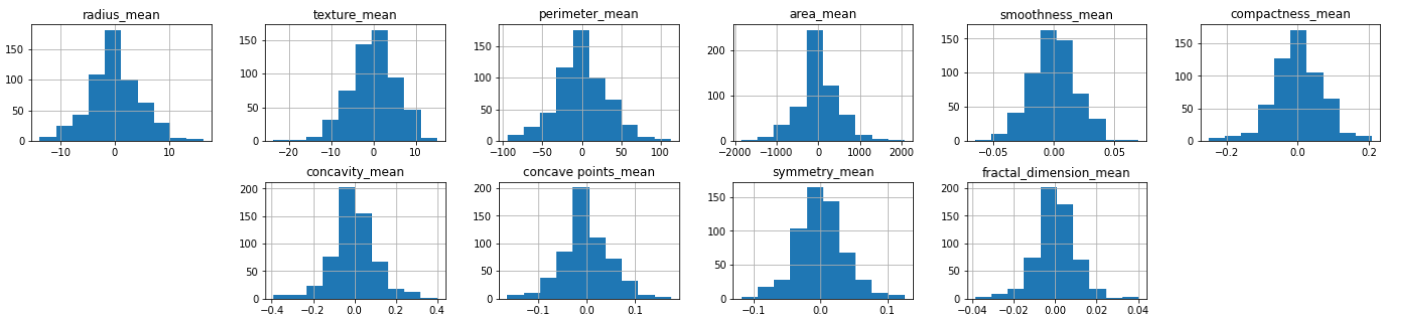 radius_mean texture_mean perimeter_mean area_mean smoothness_mean compactness_mean
150 100 50 0 150 100 50 0 175 150 125 100 75 50 25 0 200 100 0 150 100 50 0 150 100 50 0
−10 0 10 −20 −10 0 10 −100 −50 0 50 100 −2000 −1000 0 1000 2000 −0.05 0.00 0.05 −0.2 0.0 0.2
concavity_mean concave points_mean symmetry_mean fractal_dimension_mean
200 150 100 50 0 200 150 100 50 0 150 100 50 0 200 150 100 50 0
−0.4 −0.2 0.0 0.2 0.4 −0.1 0.0 0.1 −0.1 0.0 0.1 −0.04 −0.02 0.00 0.02 0.04